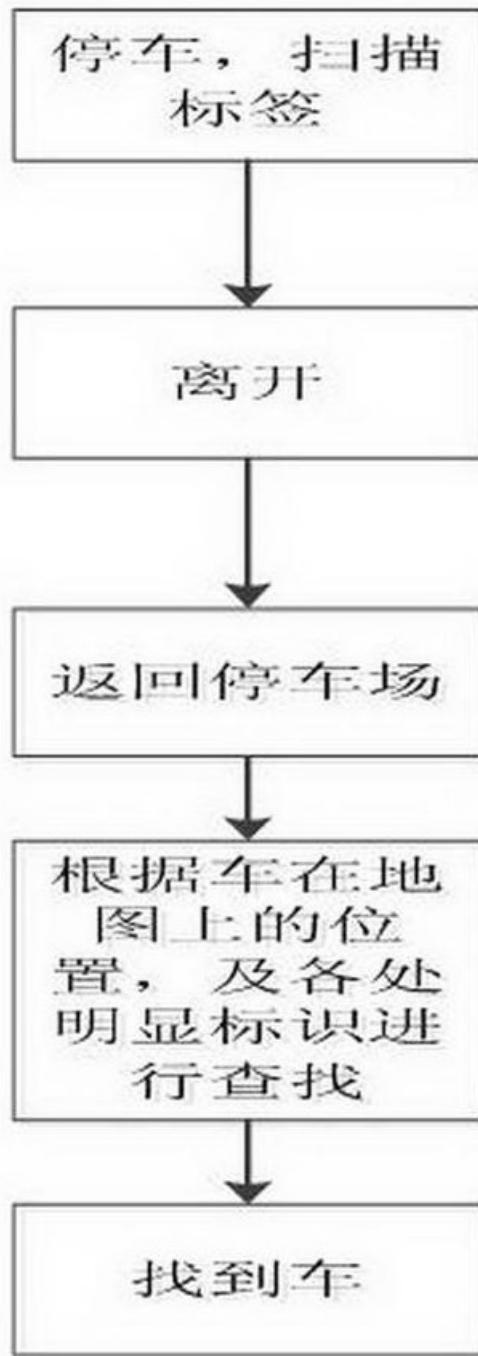 停车，扫描
标签
离开
返回停车场
根据车在地
图上的位
置，及各处
明显标识进
行查找
找到车